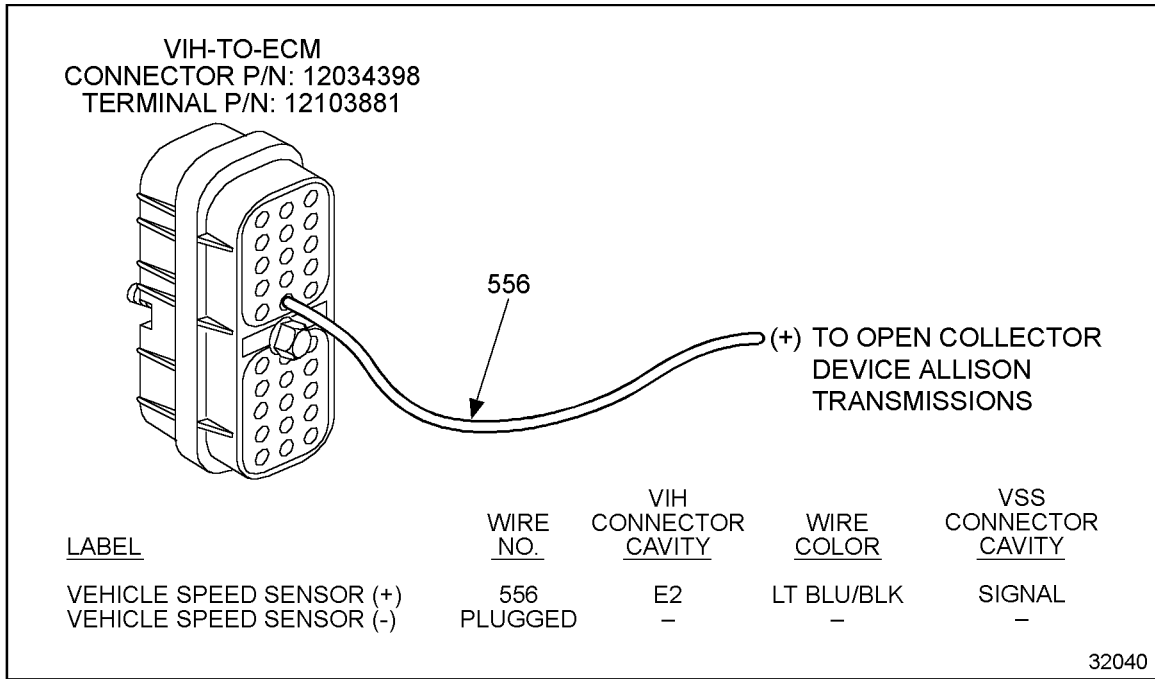 VIH-TO-ECM
CONNECTOR P/N: 12034398
TERMINAL P/N: 12103881
556
(+) TO OPEN COLLECTOR
DEVICE ALLISON
TRANSMISSIONS
LABEL WIRE NO. VIH CONNECTOR CAVITY WIRE COLOR VSS CONNECTOR CAVITY
VEHICLE SPEED SENSOR (+) 556 E2 LT BLU/BLK SIGNAL
VEHICLE SPEED SENSOR (-) PLUGGED – – –
32040